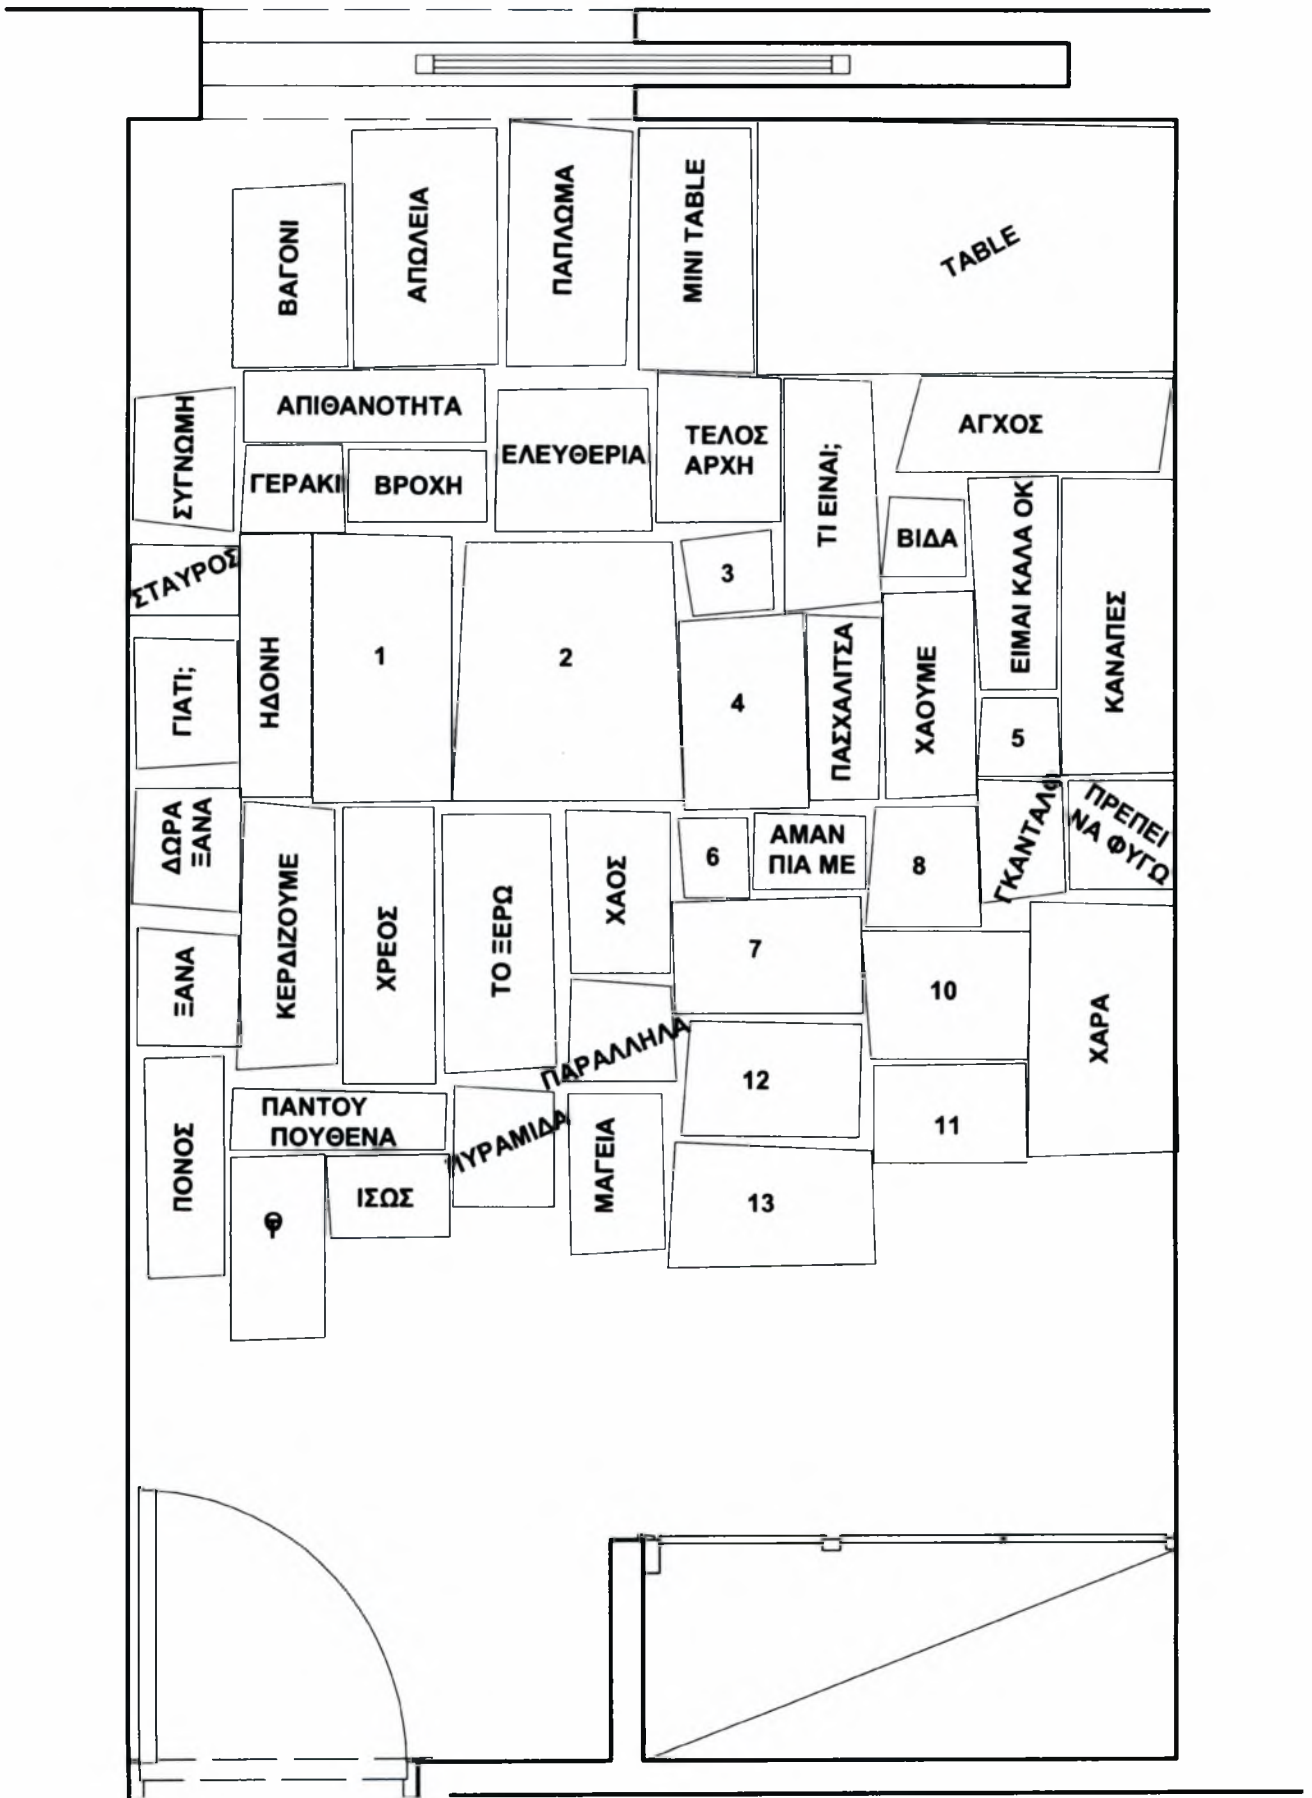 ΒΑΓΟΝΙ
ΑΠΩΛΕΙΑ
ΠΑΠΛΩΜΑ
MINI TABLE
TABLE
ΣΥΓΝΩΜΗ
ΑΠΙΘΑΝΟΤΗΤΑ
ΓΕΡΑΚΙ
ΒΡΟΧΗ
ΕΛΕΥΘΕΡΙΑ
ΤΕΛΟΣ
ΑΡΧΗ
ΤΙ ΕΙΝΑΙ;
ΑΓΧΟΣ
ΒΙΔΑ
ΕΙΜΑΙ ΚΑΛΑ ΟΚ
ΚΑΝΑΠΕΣ
ΣΤΑΥΡΟΣ
ΓΙΑΤΙ;
ΗΔΟΝΗ
1
2
3
4
ΠΑΣΧΑΛΙΤΣΑ
ΧΑΟΥΜΕ
5
ΔΩΡΑ
ΞΑΝΑ
ΚΕΡΔΙΖΟΥΜΕ
ΧΡΕΟΣ
ΤΟ ΞΕΡΩ
ΧΑΟΣ
6
ΑΜΑΝ
ΠΙΑ ΜΕ
8
ΓΚΑΝΤΑΛΦ
ΠΡΕΠΕΙ
ΝΑ ΦΥΓΩ
ΞΑΝΑ
7
10
ΧΑΡΑ
ΠΑΡΑΛΛΗΛΑ
12
11
ΠΟΝΟΣ
ΠΑΝΤΟΥ
ΠΟΥΘΕΝΑ
ΠΥΡΑΜΙΔΑ
ΜΑΓΕΙΑ
ΙΣΩΣ
13